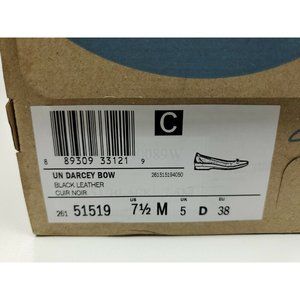 C
8 89309 33121 9
UN DARCEY BOW 261515194050
BLACK LEATHER
CUIR NOIR
US UK
261 51519 7½ M 5 D 38